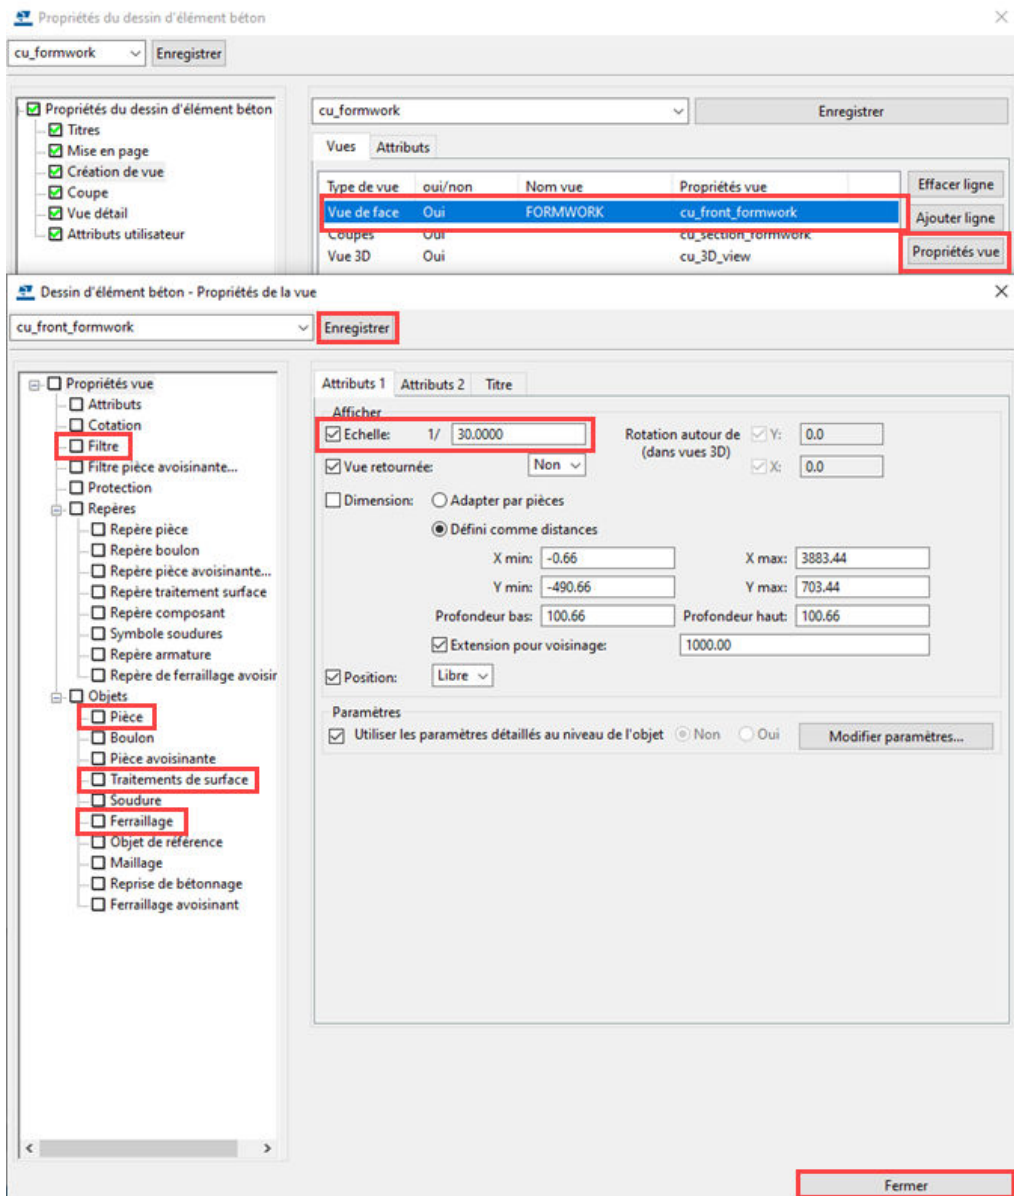 Propriétés du dessin d'élément béton
cu_formwork Enregistrer
Propriétés du dessin d'élément béton
Titres
Mise en page
Création de vue
Coupe
Vue détail
Attributs utilisateur
cu_formwork Enregistrer
Vues Attributs
Type de vue oui/non Nom vue Propriétés vue
Vue de face Oui FORMWORK cu_front_formwork
Coupes Oui cu_section_formwork
Vue 3D Oui cu_3D_view
Effacer ligne
Ajouter ligne
Propriétés vue
Dessin d'élément béton - Propriétés de la vue
cu_front_formwork Enregistrer
Propriétés vue
Attributs
Cotation
Filtre
Filtre pièce avoisinante...
Protection
Repères
Repère pièce
Repère boulon
Repère pièce avoisinante...
Repère traitement surface
Repère composant
Symbole soudures
Repère armature
Repère de ferraillage avoisir
Objets
Pièce
Boulon
Pièce avoisinante
Traitements de surface
Soudure
Ferraillage
Objet de référence
Maillage
Reprise de bétonnage
Ferraillage avoisinant
Attributs 1 Attributs 2 Titre
Afficher
Echelle: 1/ 30.0000 Rotation autour de Y: 0.0
(dans vues 3D)
Vue retournée: Non X: 0.0
Dimension: Adapter par pièces
Défini comme distances
X min: -0.66 X max: 3883.44
Y min: -490.66 Y max: 703.44
Profondeur bas: 100.66 Profondeur haut: 100.66
Extension pour voisinage: 1000.00
Position: Libre
Paramètres
Utiliser les paramètres détaillés au niveau de l'objet Non Oui Modifier paramètres...
Fermer